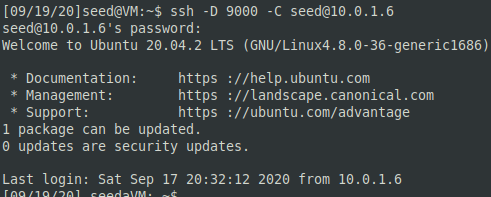 [09/19/20]seed@VM:~$ ssh -D 9000 -C seed@10.0.1.6
seed@10.0.1.6's password:
Welcome to Ubuntu 20.04.2 LTS (GNU/Linux4.8.0-36-generic1686)
* Documentation: https ://help.ubuntu.com
* Management: https ://landscape.canonical.com
* Support: https ://ubuntu.com/advantage
1 package can be updated.
0 updates are security updates.
Last login: Sat Sep 17 20:32:12 2020 from 10.0.1.6
[09/19/20] seedaVM: ~$